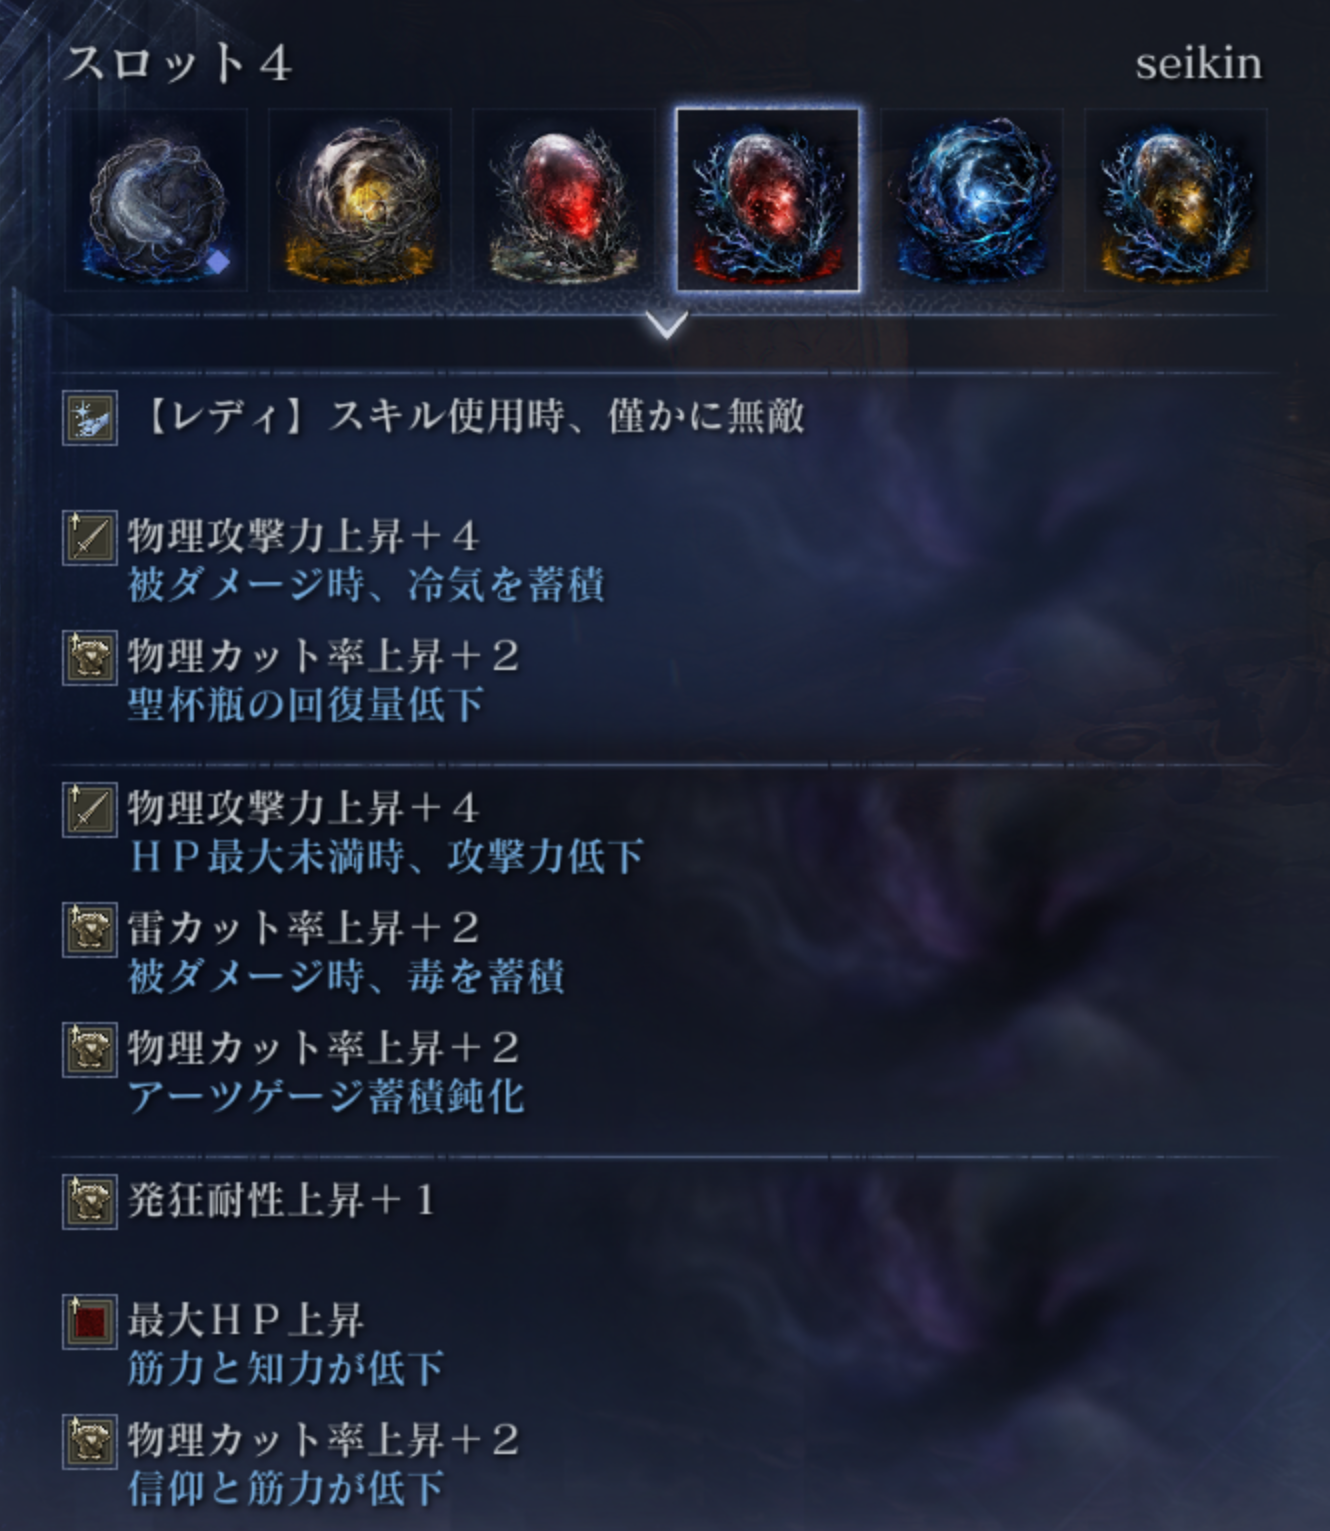 スロット４
seikin
【レディ】スキル使用時、僅かに無敵
物理攻撃力上昇＋４
被ダメージ時、冷気を蓄積
物理カット率上昇＋２
聖杯瓶の回復量低下
物理攻撃力上昇＋４
ＨＰ最大未満時、攻撃力低下
雷カット率上昇＋２
被ダメージ時、毒を蓄積
物理カット率上昇＋２
アーツゲージ蓄積鈍化
発狂耐性上昇＋１
最大ＨＰ上昇
筋力と知力が低下
物理カット率上昇＋２
信仰と筋力が低下